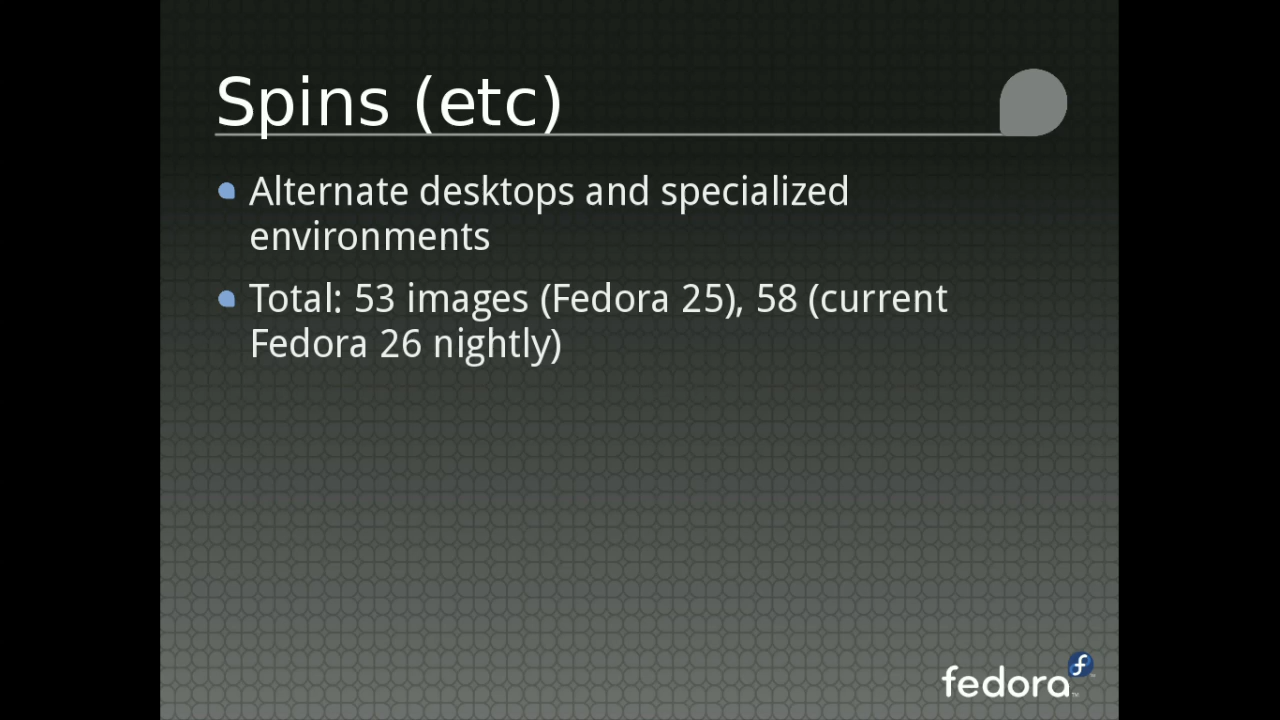 Spins (etc)
Alternate desktops and specialized
environments
Total: 53 images (Fedora 25), 58 (current
Fedora 26 nightly)
fedora